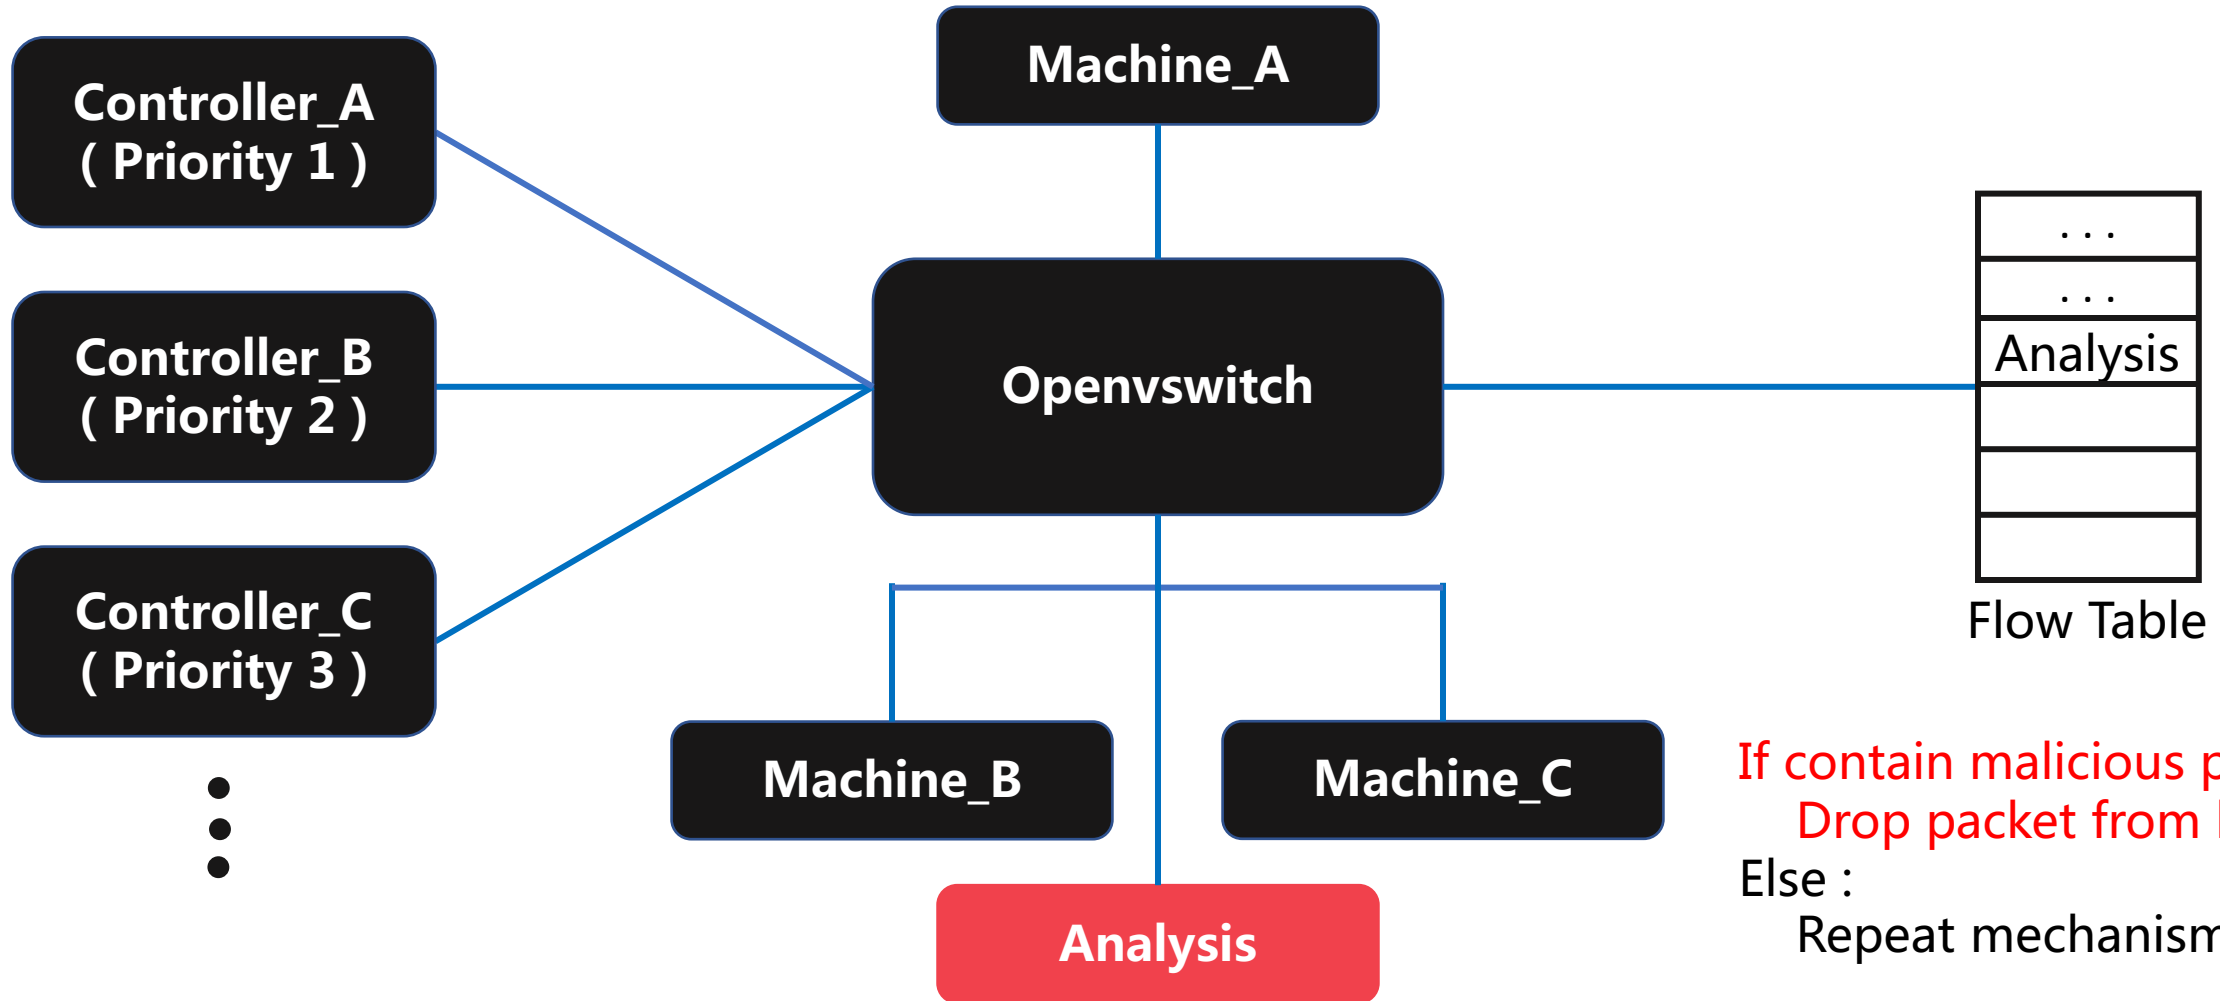 Controller_A
( Priority 1 )
Controller_B
( Priority 2 )
Controller_C
( Priority 3 )
Machine_A
Openvswitch
Machine_B
Machine_C
Analysis
. . .
. . .
Analysis
Flow Table
If contain malicious
Drop packet from
Else :
Repeat mechanism